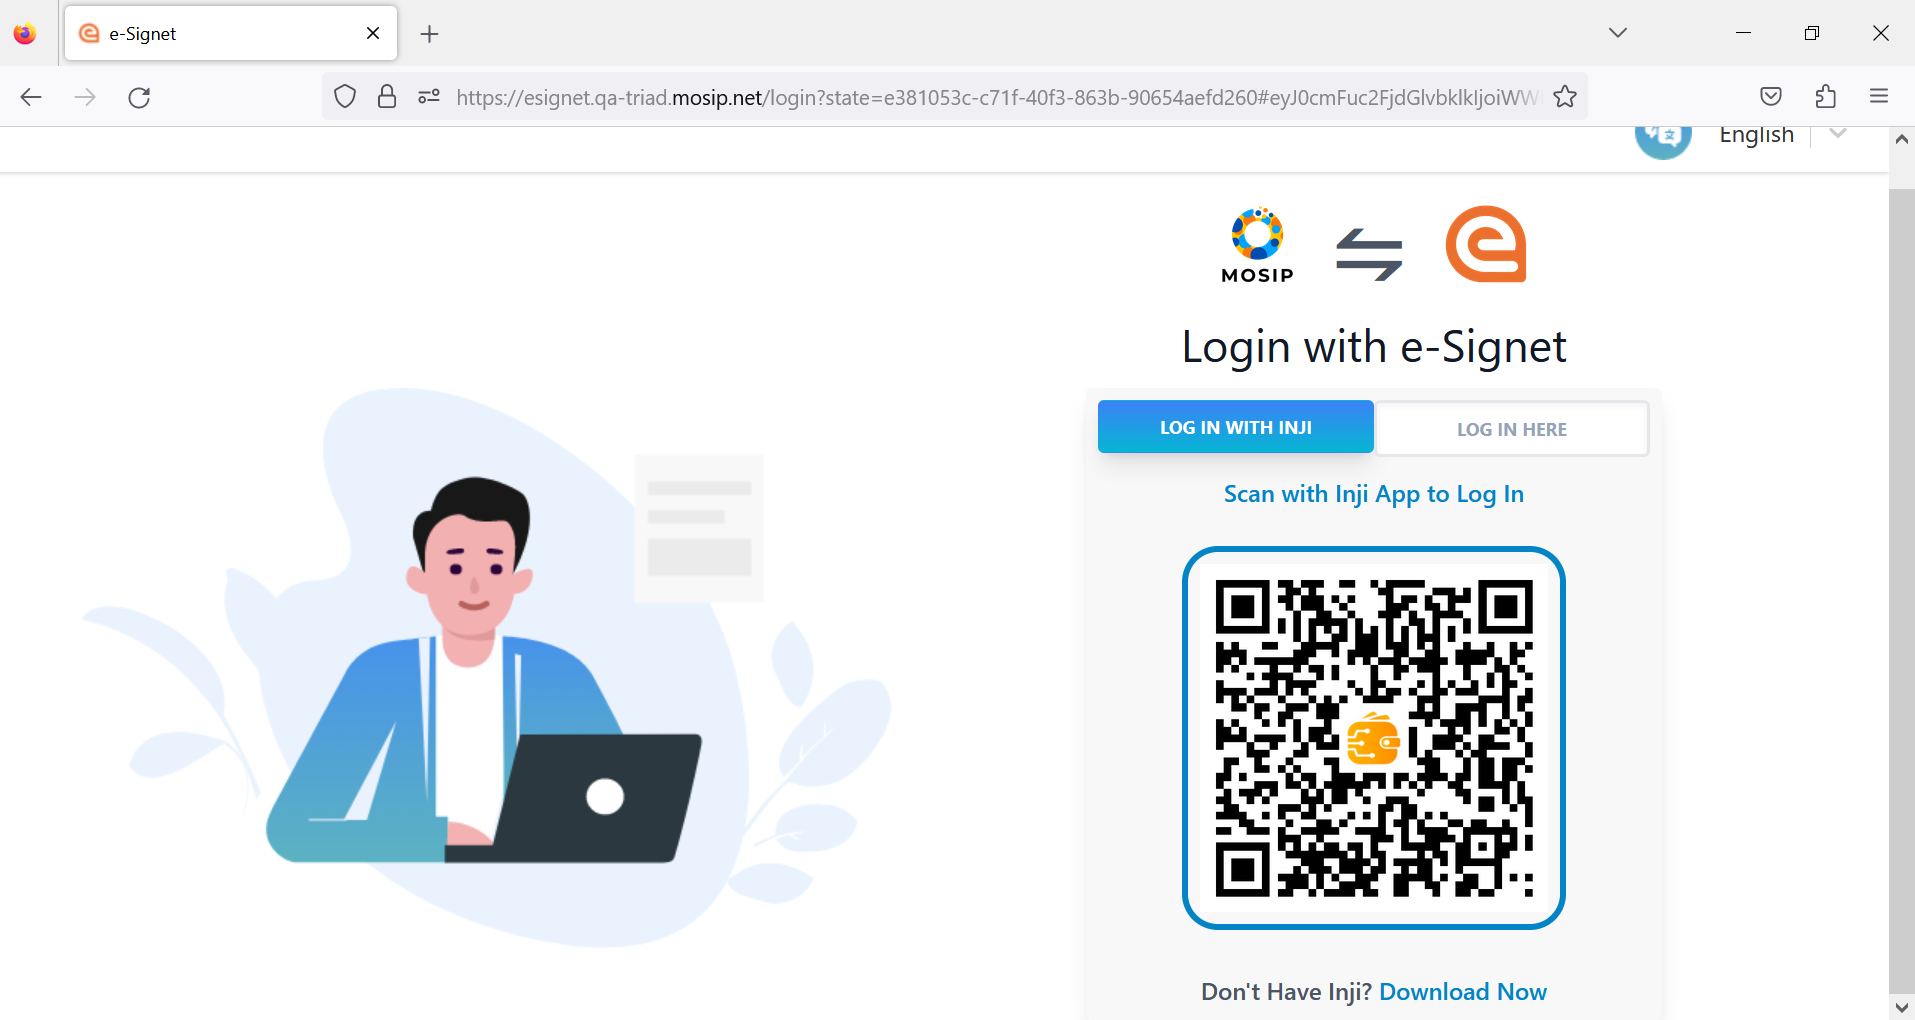 e-Signet
https://esignet.qa-triad.mosip.net/login?state=e381053c-c71f-40f3-863b-90654aefd260#eyJ0cmFuc2FjdGlvbklkIjoiWW
English
MOSIP
Login with e-Signet
LOG IN WITH INJI
LOG IN HERE
Scan with Inji App to Log In
Don't Have Inji? Download Now